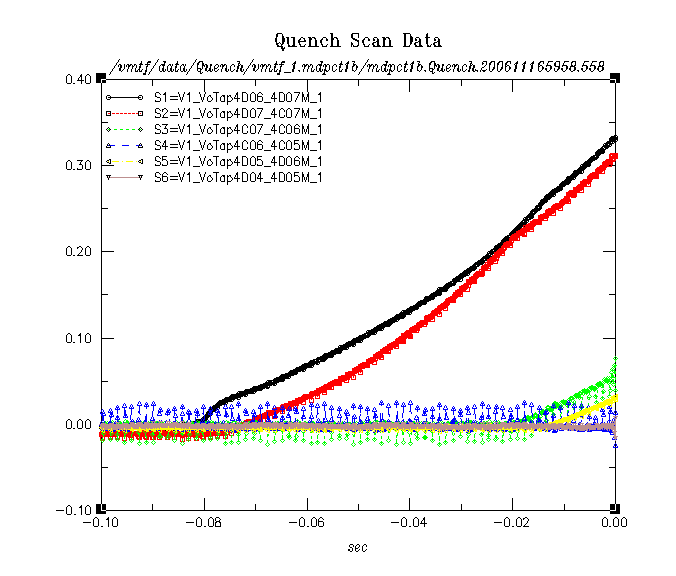 Quench Scan Data
/vmtf/data/Quench/vmtf_1.mdpct1b/mdpct1b.Quench.200611165958.558
0.40
S1=V1_VoTap4D06_4D07M_1
S2=V1_VoTap4D07_4C07M_1
S3=V1_VoTap4C07_4C06M_1
S4=V1_VoTap4C06_4C05M_1
S5=V1_VoTap4D05_4D06M_1
S6=V1_VoTap4D04_4D05M_1
0.30
0.20
0.10
0.00
-0.10
-0.10 -0.08 -0.06 -0.04 -0.02 0.00
sec